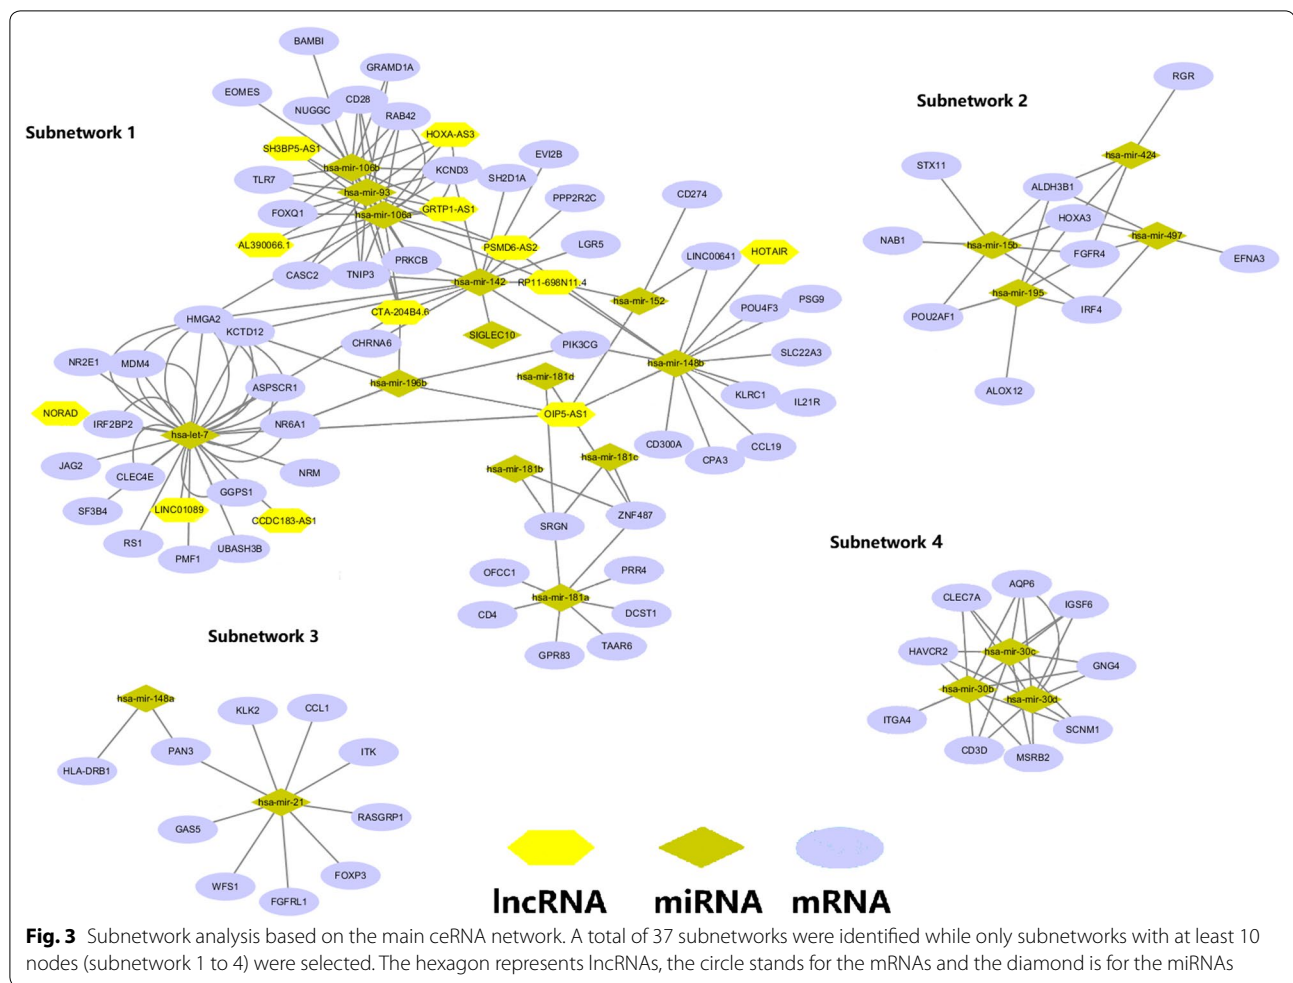 BAMBI
GRAMD1A
EOMES
NUGGC
CD28
RAB42
Subnetwork 1
SH3BP5-AS1
HOXA-AS3
hsa-mir-106b
KCND3
TLR7
hsa-mir-93
FOXQ1
hsa-mir-106a
GRTP1-AS1
AL390066.1
SH2D1A
EVI2B
PPP2R2C
PSMD6-AS2
LGR5
CASC2
TNIP3
PRKCB
hsa-mir-142
RP11-698N11.4
CD274
LINC00641
HOTAIR
hsa-mir-152
POU4F3
PSG9
HMGA2
KCTD12
CTA-204B4.6
SIGLEC10
CHRNA6
PIK3CG
hsa-mir-148b
SLC22A3
NR2E1
MDM4
ASPSCR1
hsa-mir-196b
hsa-mir-181d
KLRC1
IL21R
NORAD
IRF2BP2
hsa-let-7
NR6A1
OIP5-AS1
CD300A
CPA3
CCL19
JAG2
CLEC4E
NRM
hsa-mir-181b
hsa-mir-181c
SF3B4
LINC01089
GGPS1
CCDC183-AS1
RS1
PMF1
UBASH3B
SRGN
ZNF487
OFCC1
PRR4
hsa-mir-181a
CD4
DCST1
GPR83
TAAR6
Subnetwork 2
RGR
STX11
hsa-mir-424
ALDH3B1
HOXA3
NAB1
hsa-mir-15b
hsa-mir-497
FGFR4
EFNA3
hsa-mir-195
POU2AF1
IRF4
ALOX12
Subnetwork 3
hsa-mir-148a
HLA-DRB1
PAN3
KLK2
CCL1
ITK
hsa-mir-21
GAS5
RASGRP1
WFS1
FGFRL1
FOXP3
Subnetwork 4
CLEC7A
AQP6
IGSF6
HAVCR2
hsa-mir-30c
GNG4
hsa-mir-30b
hsa-mir-30d
ITGA4
SCNM1
CD3D
MSRB2
lncRNA
miRNA
mRNA
Fig. 3 Subnetwork analysis based on the main ceRNA network. A total of 37 subnetworks were identified while only subnetworks with at least 10
nodes (subnetwork 1 to 4) were selected. The hexagon represents lncRNAs, the circle stands for the mRNAs and the diamond is for the miRNAs